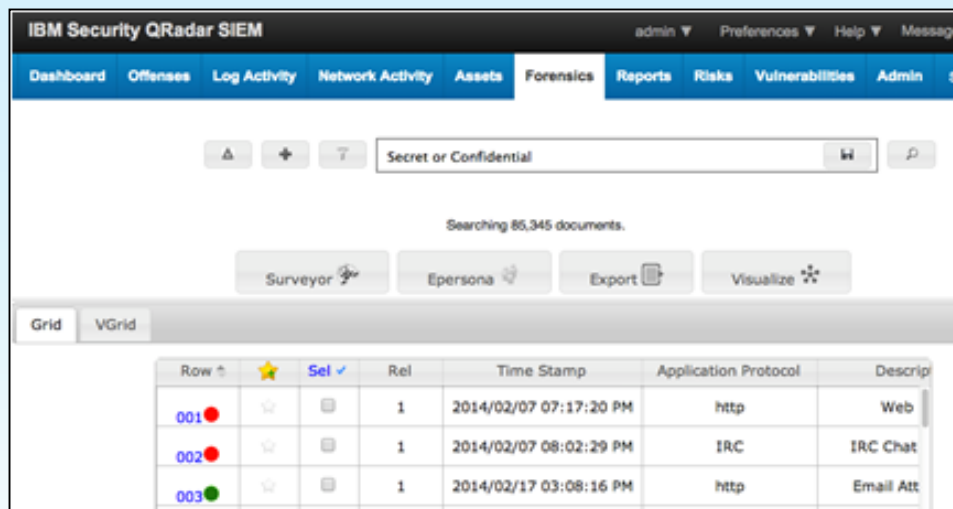 IBM Security QRadar SIEM admin Preferences Help Messag
Dashboard Offenses Log Activity Network Activity Assets Forensics Reports Risks Vulnerabilities Admin S
Secret or Confidential
Searching 85,345 documents.
Surveyor Epersona Export Visualize
Grid VGrid
Row Sel Rel Time Stamp Application Protocol Descrip
001 1 2014/02/07 07:17:20 PM http Web
002 1 2014/02/07 08:02:29 PM IRC IRC Chat
003 1 2014/02/17 03:08:16 PM http Email Att